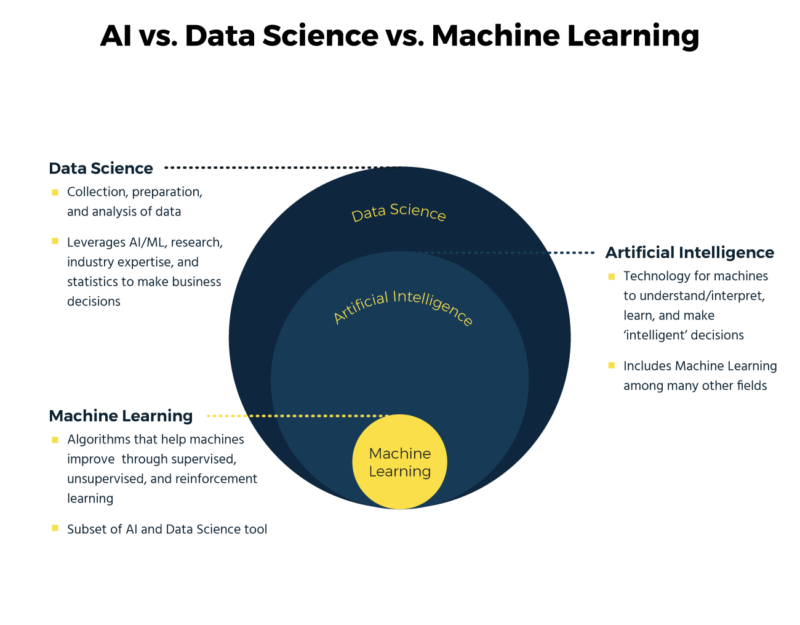 AI vs. Data Science vs. Machine Learning
Data Science
Collection, preparation,
and analysis of data
Leverages AI/ML, research,
industry expertise, and
statistics to make business
decisions
Data Science
Artificial Intelligence
Technology for machines
to understand/interpret,
learn, and make
‘intelligent’ decisions
Includes Machine Learning
among many other fields
Artificial Intelligence
Machine Learning
Algorithms that help machines
improve through supervised,
unsupervised, and reinforcement
learning
Subset of AI and Data Science tool
Machine
Learning